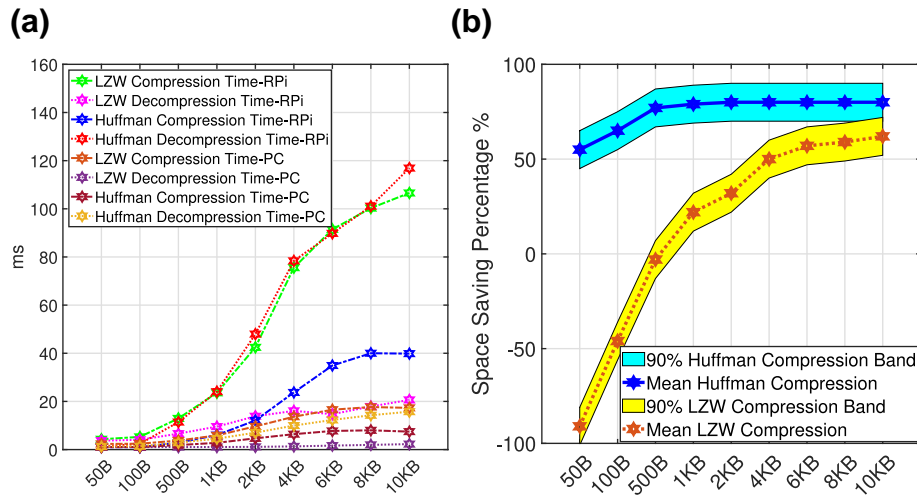 (a)
ms
160
140
120
100
80
60
40
20
0
LZW Compression Time-RPi
LZW Decompression Time-RPi
Huffman Compression Time-RPi
Huffman Decompression Time-RPi
LZW Compression Time-PC
LZW Decompression Time-PC
Huffman Compression Time-PC
Huffman Decompression Time-PC
50B
100B
500B
1KB
2KB
4KB
6KB
8KB
10KB
(b)
Space Saving Percentage %
100
50
0
-50
-100
90% Huffman Compression Band
Mean Huffman Compression
90% LZW Compression Band
Mean LZW Compression
50B
100B
500B
1KB
2KB
4KB
6KB
8KB
10KB